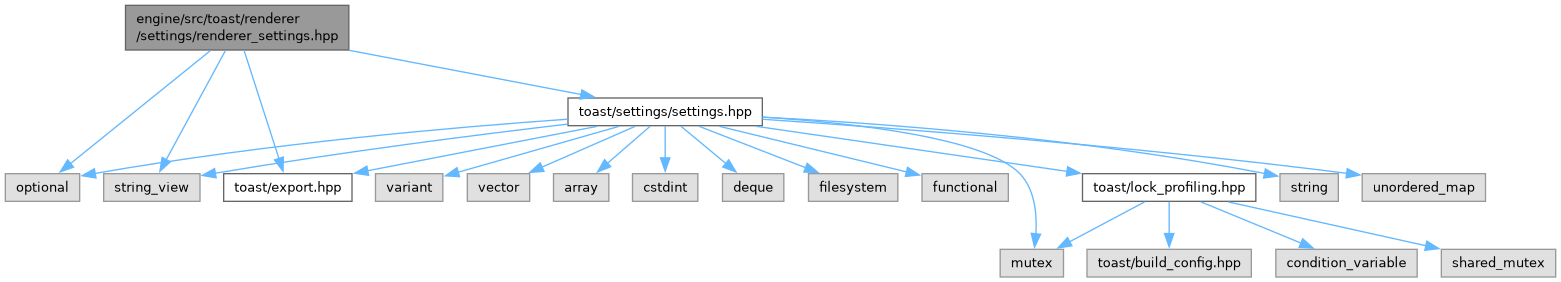 engine/src/toast/renderer
/settings/renderer_settings.hpp
toast/settings/settings.hpp
optional
string_view
toast/export.hpp
variant
vector
array
cstdint
deque
filesystem
functional
toast/lock_profiling.hpp
string
unordered_map
mutex
toast/build_config.hpp
condition_variable
shared_mutex